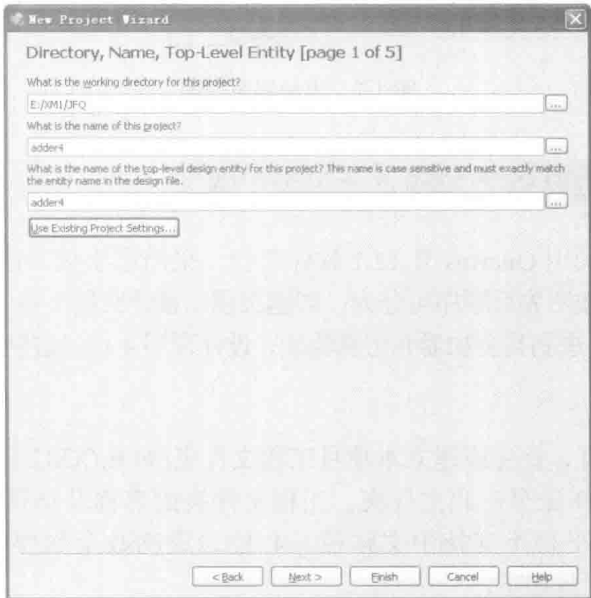 New Project Wizard
Directory, Name, Top-Level Entity [page 1 of 5]
What is the working directory for this project?
E:/XM1/JFQ
...
What is the name of this project?
adder4
...
What is the name of the top-level design entity for this project? This name is case sensitive and must exactly match
the entity name in the design file.
adder4
...
Use Existing Project Settings...
< Back
Next >
Finish
Cancel
Help